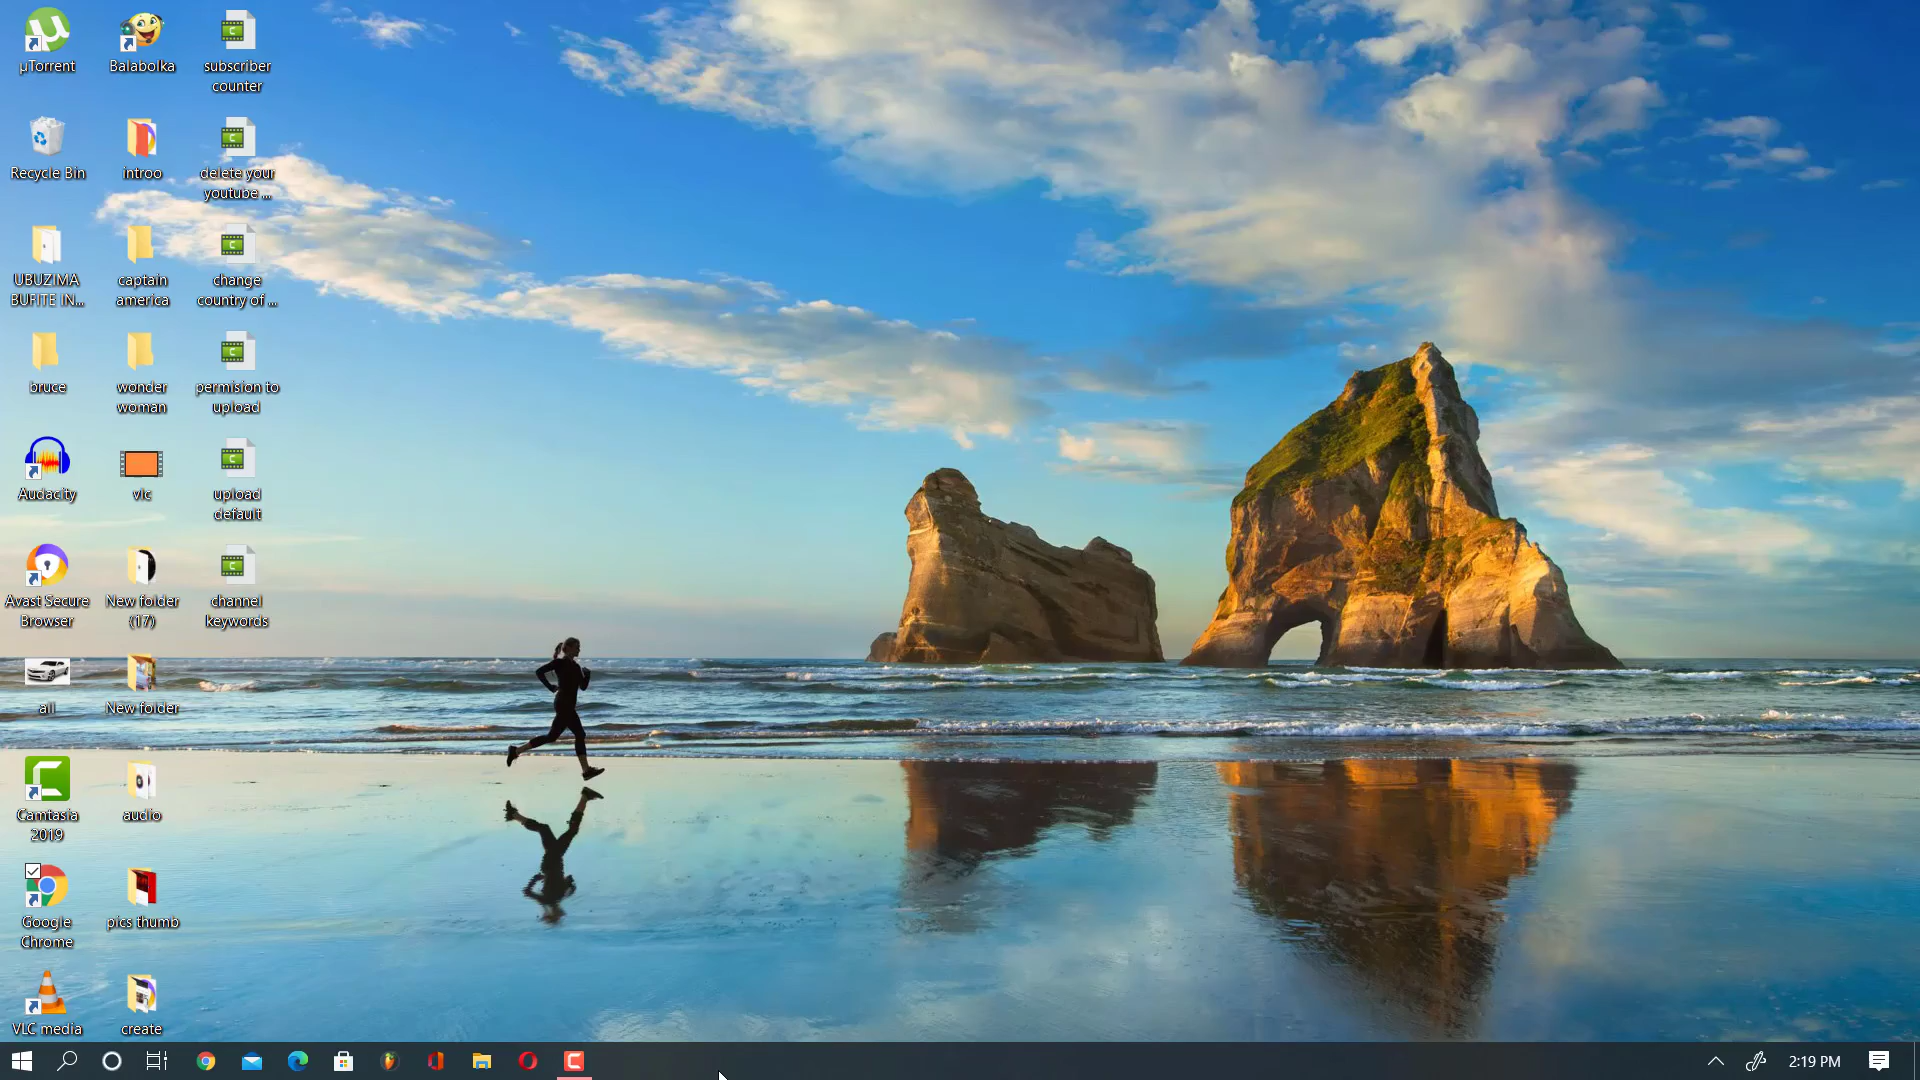 µTorrent
Balabolka
subscriber
counter
Recycle Bin
introo
delete your
youtube ...
UBUZIMA
BUFITE IN...
captain
america
change
country of ...
bruce
wonder
woman
permision to
upload
Audacity
vlc
upload
default
Avast Secure
Browser
New folder
(17)
channel
keywords
all
New folder
Camtasia
2019
audio
Google
Chrome
pics thumb
VLC media
create
2:19 PM